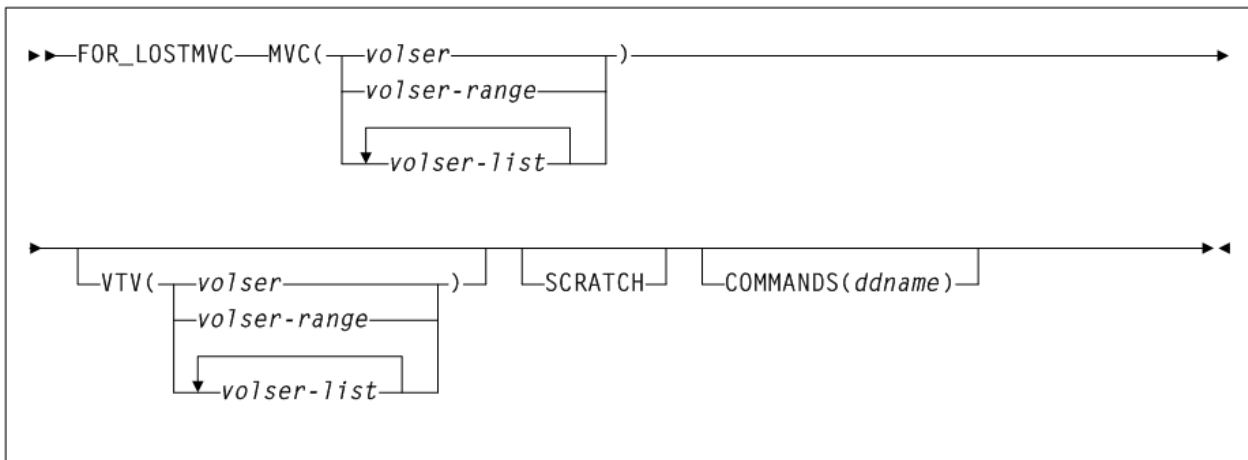 FOR_LOSTMVC MVC( volser )
volser-range
volser-list
VTV( volser ) SCRATCH COMMANDS(ddname)
volser-range
volser-list